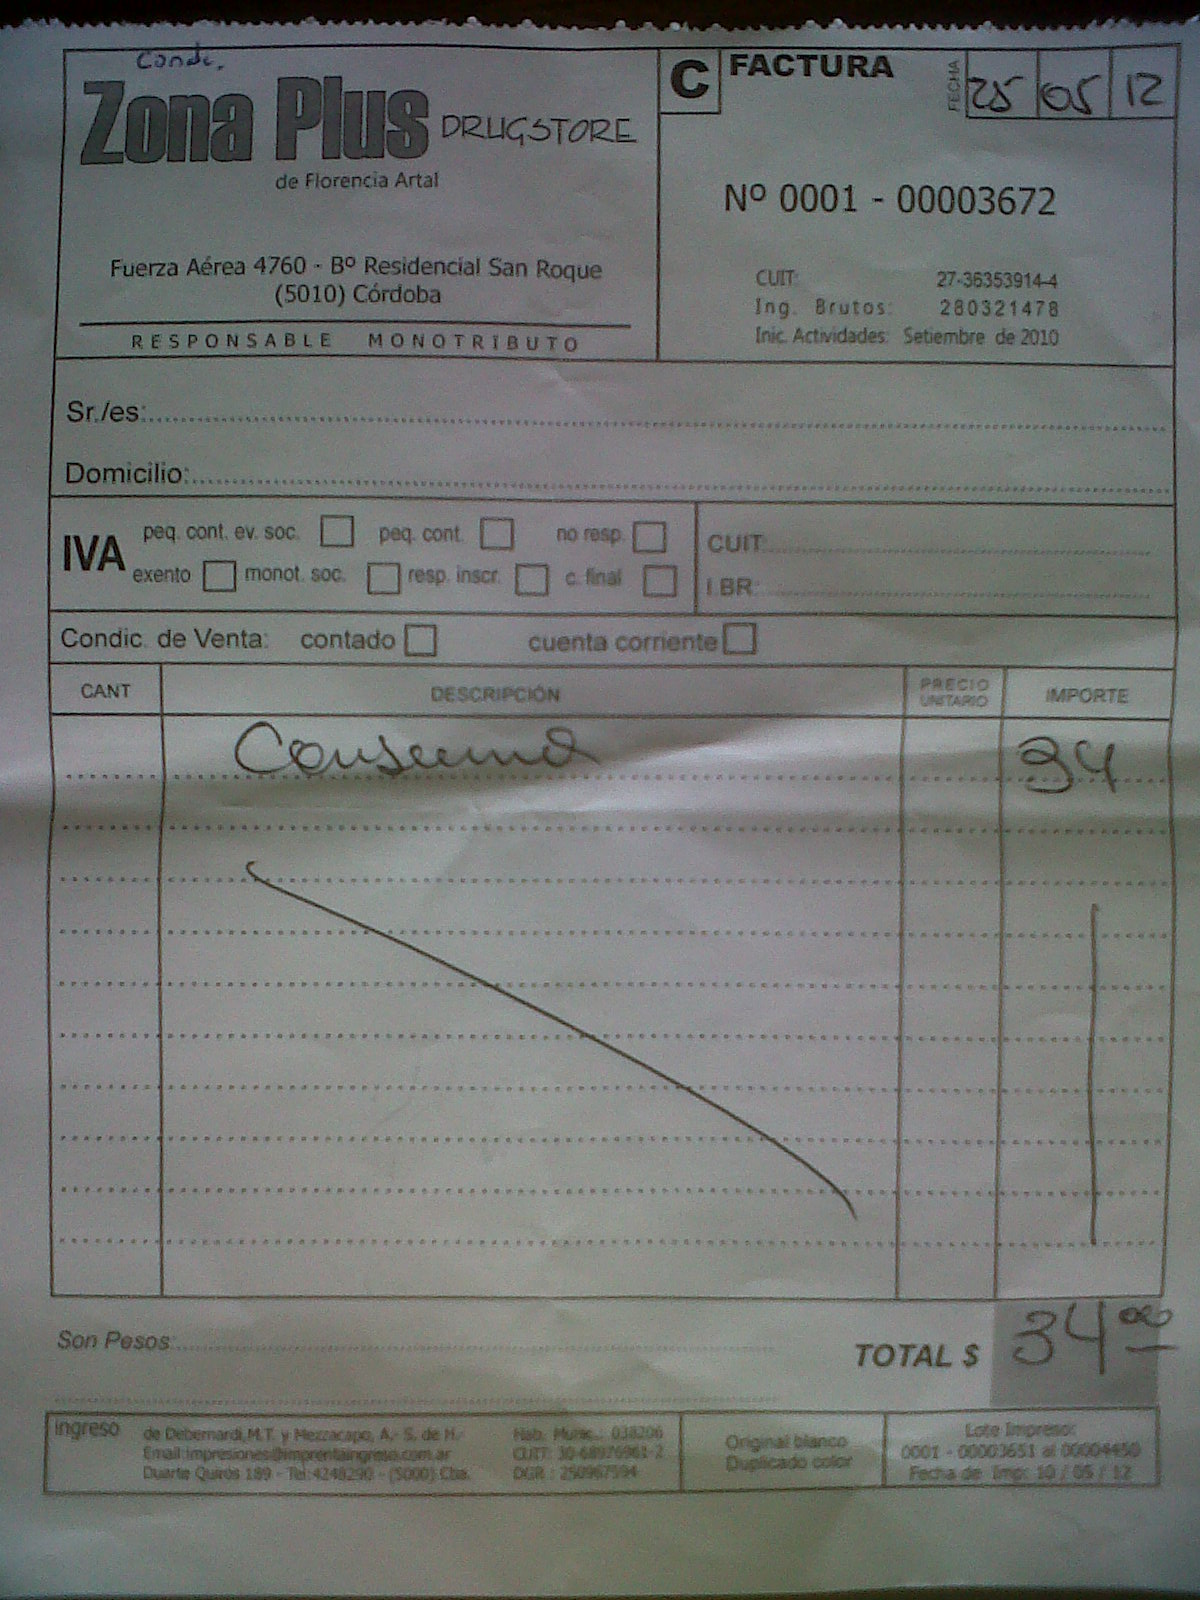 Conde.
Zona Plus DRUGSTORE
de Florencia Artal
Fuerza Aérea 4760 - Bº Residencial San Roque
(5010) Córdoba
RESPONSABLE MONOTRIBUTO
C FACTURA
FECHA 25 05 12
Nº 0001 - 00003672
CUIT: 27-36353914-4
Ing. Brutos: 280321478
Inic. Actividades: Setiembre de 2010
Sr./es:
Domicilio:
IVA peq. cont. ev. soc. peq. cont. no resp.
exento monot. soc. resp. inscr. c. final
CUIT:
I.BR:
Condic. de Venta: contado cuenta corriente
CANT DESCRIPCIÓN PRECIO UNITARIO IMPORTE
Consumo 34
Son Pesos:
TOTAL $ 34 00
ingreso
de Debernardi, M.T. y Mezzacapo, A.- S. de H.-
Email: impresiones@imprentaingreso.com.ar
Duarte Quirós 189 - Tel: 4248290 - (5000) Cba.
Hab. Munic.: 038206
CUIT: 30-68976961-2
DGR : 250967594
Original blanco
Duplicado color
Lote Impreso:
0001 - 00003651 al 00004450
Fecha de Imp: 10 / 05 / 12